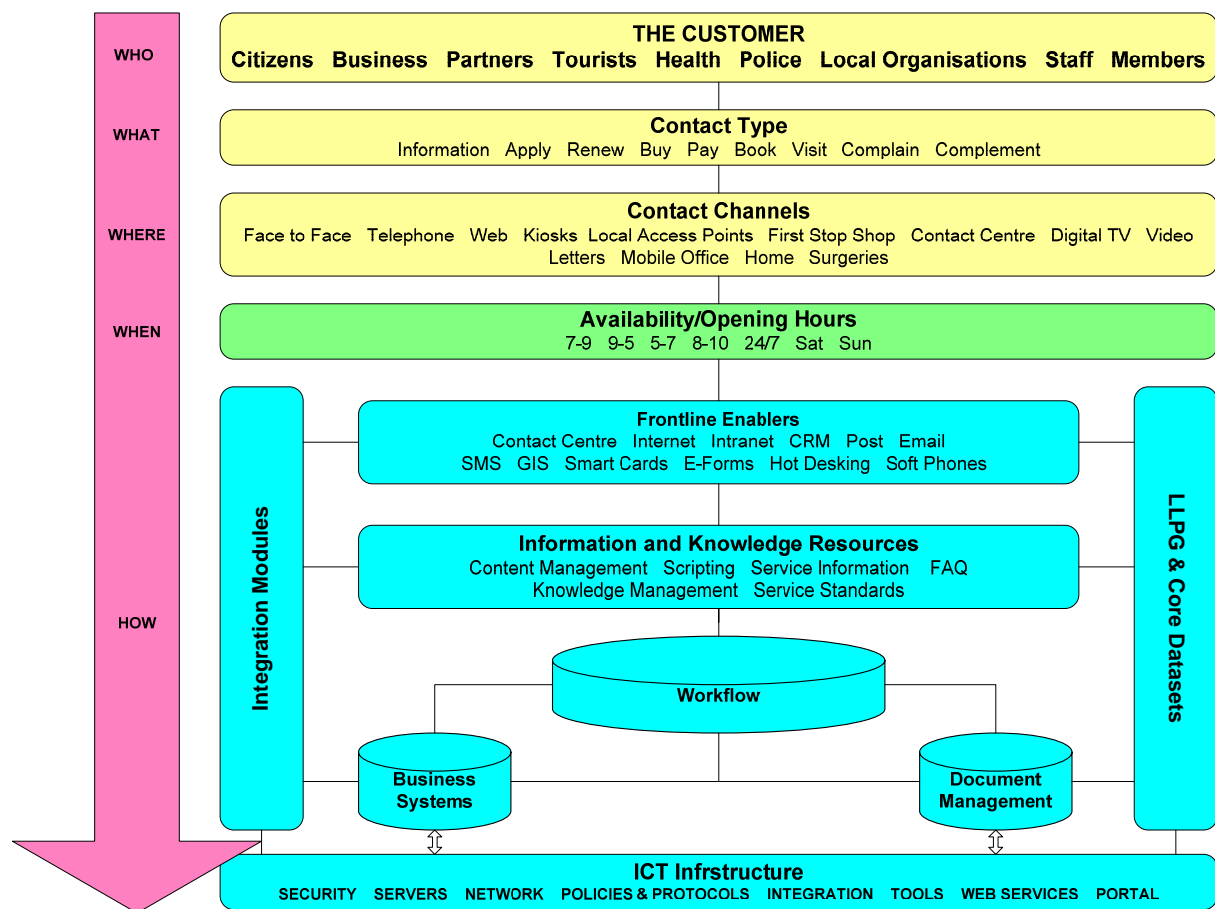 WHO
THE CUSTOMER
Citizens Business Partners Tourists Health Police Local Organisations Staff Members
WHAT
Contact Type
Information Apply Renew Buy Pay Book Visit Complain Complement
WHERE
Contact Channels
Face to Face Telephone Web Kiosks Local Access Points First Stop Shop Contact Centre Digital TV Video
Letters Mobile Office Home Surgeries
WHEN
Availability/Opening Hours
7-9 9-5 5-7 8-10 24/7 Sat Sun
HOW
Integration Modules
Frontline Enablers
Contact Centre Internet Intranet CRM Post Email
SMS GIS Smart Cards E-Forms Hot Desking Soft Phones
Information and Knowledge Resources
Content Management Scripting Service Information FAQ
Knowledge Management Service Standards
Workflow
Business
Systems
Document
Management
LLPG & Core Datasets
ICT Infrstructure
SECURITY SERVERS NETWORK POLICIES & PROTOCOLS INTEGRATION TOOLS WEB SERVICES PORTAL